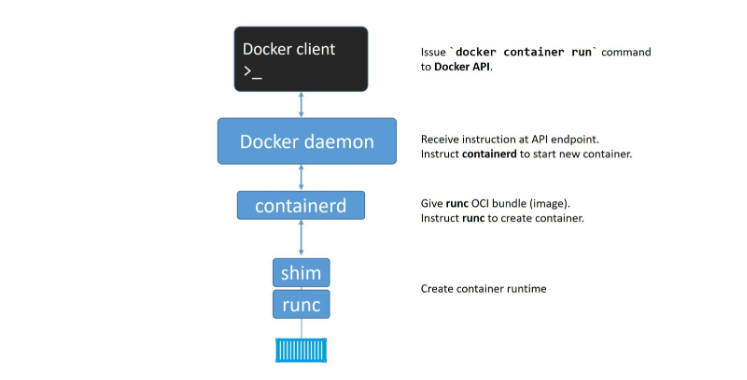 Docker client
>_
Issue `docker container run` command
to Docker API.
Docker daemon
Receive instruction at API endpoint.
Instruct containerd to start new container.
containerd
Give runc OCI bundle (image).
Instruct runc to create container.
shim
runc
Create container runtime